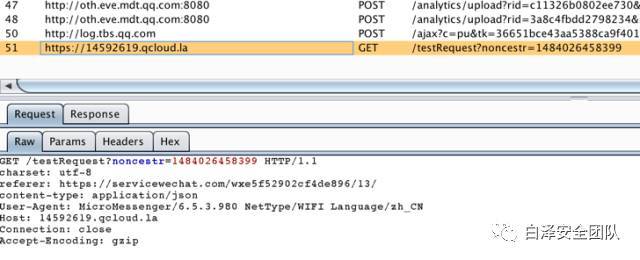 47 http://oth.eve.mdt.qq.com:8080 POST /analytics/upload?rid=c11326b0802ee730&
48 http://oth.eve.mdt.qq.com:8080 POST /analytics/upload?rid=3a8c4fbdd2798234&
50 http://log.tbs.qq.com POST /ajax?c=pu&tk=36651bce43aa5388ca9f401
51 https://14592619.qcloud.la GET /testRequest?noncestr=1484026458399
Request Response
Raw Params Headers Hex
GET /testRequest?noncestr=1484026458399 HTTP/1.1
charset: utf-8
referer: https://servicewechat.com/wxe5f52902cf4de896/13/
content-type: application/json
User-Agent: MicroMessenger/6.5.3.980 NetType/WIFI Language/zh_CN
Host: 14592619.qcloud.la
Connection: close
Accept-Encoding: gzip
白泽安全团队